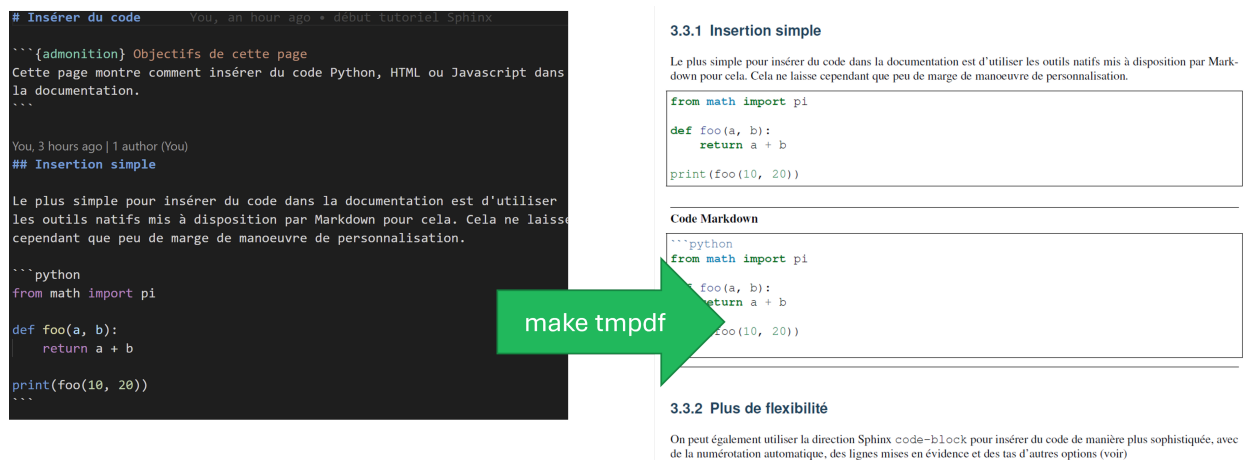 # Insérer du code You, an hour ago • début tutoriel Sphinx
```{admonition} Objectifs de cette page
Cette page montre comment insérer du code Python, HTML ou Javascript dans
la documentation.
```
You, 3 hours ago | 1 author (You)
## Insertion simple
Le plus simple pour insérer du code dans la documentation est d'utiliser
les outils natifs mis à disposition par Markdown pour cela. Cela ne laisse
cependant que peu de marge de manoeuvre de personnalisation.
```python
from math import pi
def foo(a, b):
    return a + b
print(foo(10, 20))
```
make tmpdf
3.3.1 Insertion simple
Le plus simple pour insérer du code dans la documentation est d'utiliser les outils natifs mis à disposition par Mark-
down pour cela. Cela ne laisse cependant que peu de marge de manoeuvre de personnalisation.
from math import pi
def foo(a, b):
    return a + b
print(foo(10, 20))
Code Markdown
```python
from math import pi
foo(a, b):
eturn a + b
foo(10, 20))
3.3.2 Plus de flexibilité
On peut également utiliser la direction Sphinx code-block pour insérer du code de manière plus sophistiquée, avec
de la numérotation automatique, des lignes mises en évidence et des tas d'autres options (voir)